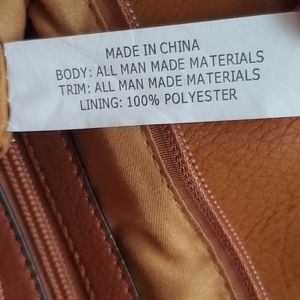 MADE IN CHINA
BODY: ALL MAN MADE MATERIALS
TRIM: ALL MAN MADE MATERIALS
LINING: 100% POLYESTER